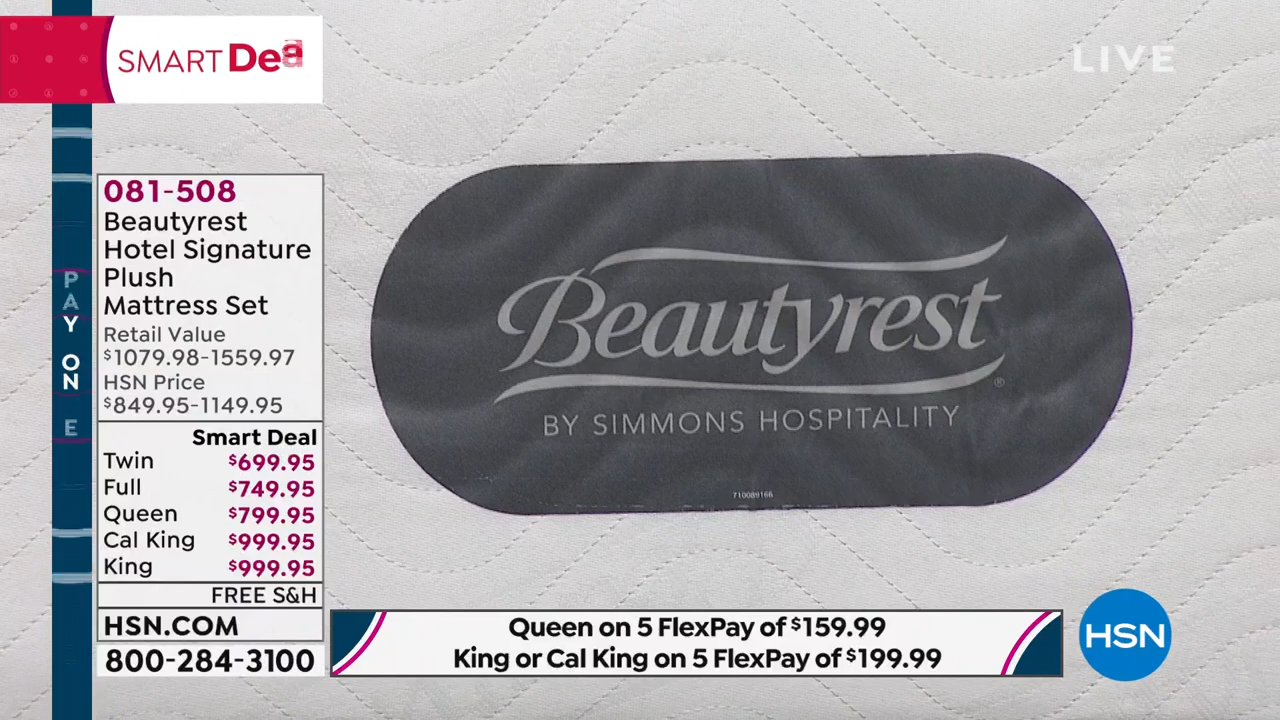 SMART Dea
LIVE
PAY ON E
081-508
Beautyrest
Hotel Signature
Plush
Mattress Set
Retail Value
$1079.98-1559.97
HSN Price
$849.95-1149.95
Smart Deal
Twin $699.95
Full $749.95
Queen $799.95
Cal King $999.95
King $999.95
FREE S&H
HSN.COM
800-284-3100
Beautyrest®
BY SIMMONS HOSPITALITY
710089166
Queen on 5 FlexPay of $159.99
King or Cal King on 5 FlexPay of $199.99
HSN